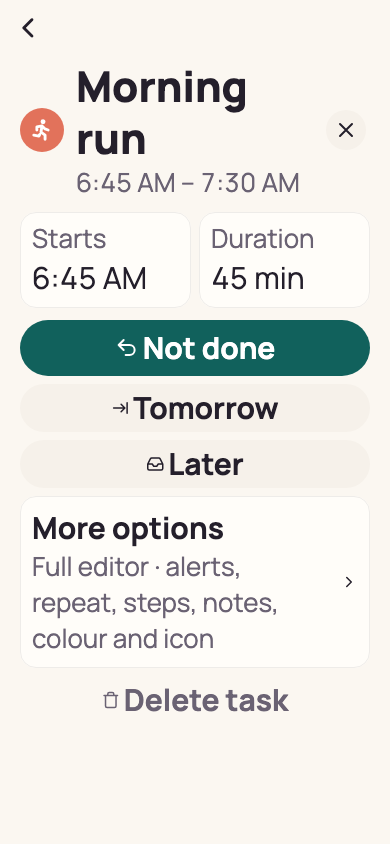 Morning
run
6:45 AM – 7:30 AM
Starts
6:45 AM
Duration
45 min
Not done
Tomorrow
Later
More options
Full editor · alerts,
repeat, steps, notes,
colour and icon
Delete task